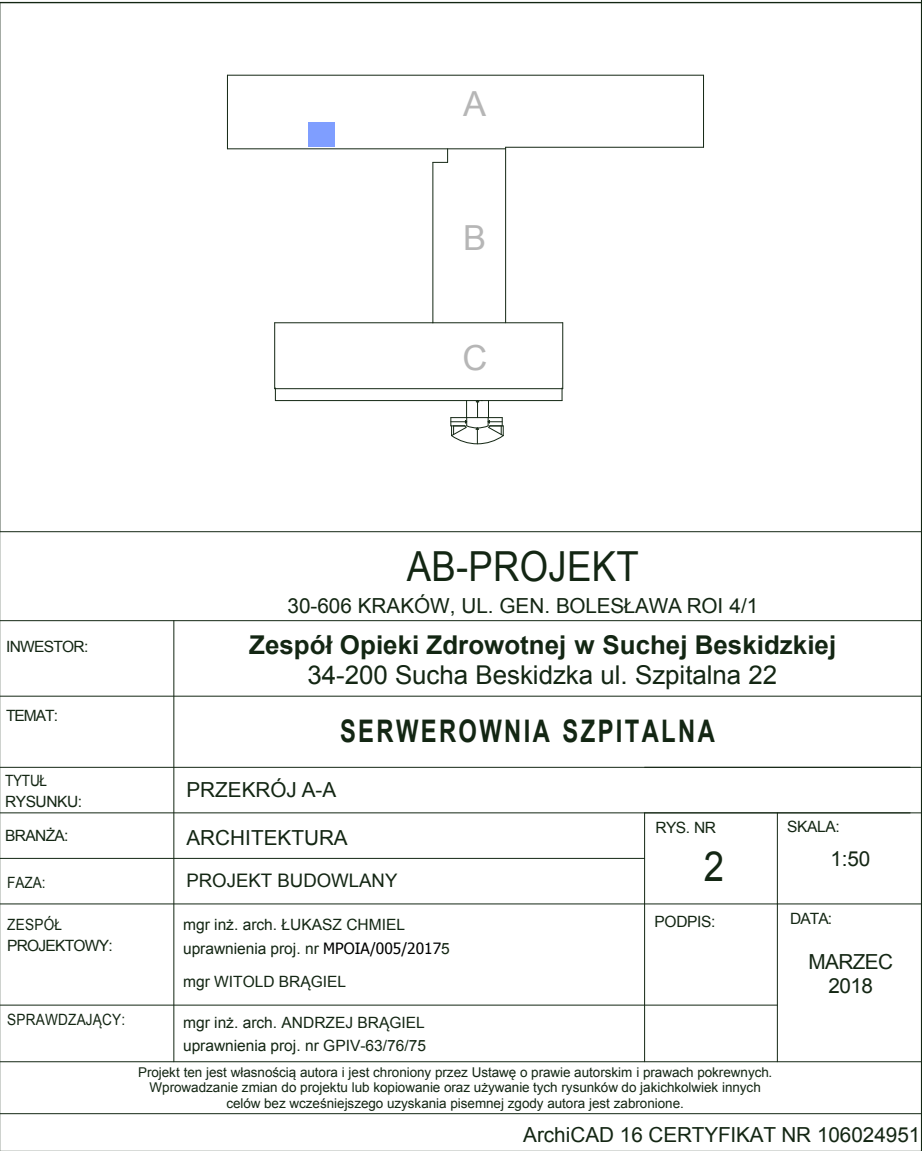 A
B
C
AB-PROJEKT
30-606 KRAKÓW, UL. GEN. BOLESŁAWA ROI 4/1
INWESTOR:
Zespół Opieki Zdrowotnej w Suchej Beskidzkiej
34-200 Sucha Beskidzka ul. Szpitalna 22
TEMAT:
SERWEROWNIA SZPITALNA
TYTUŁ
RYSUNKU:
PRZEKRÓJ A-A
BRANŻA:
ARCHITEKTURA
RYS. NR
2
SKALA:
1:50
FAZA:
PROJEKT BUDOWLANY
ZESPÓŁ
PROJEKTOWY:
mgr inż. arch. ŁUKASZ CHMIEL
uprawnienia proj. nr MPOIA/005/20175
mgr WITOLD BRĄGIEL
PODPIS:
DATA:
MARZEC
2018
SPRAWDZAJĄCY:
mgr inż. arch. ANDRZEJ BRĄGIEL
uprawnienia proj. nr GPIV-63/76/75
Projekt ten jest własnością autora i jest chroniony przez Ustawę o prawie autorskim i prawach pokrewnych.
Wprowadzanie zmian do projektu lub kopiowanie oraz używanie tych rysunków do jakichkolwiek innych
celów bez wcześniejszego uzyskania pisemnej zgody autora jest zabronione.
ArchiCAD 16 CERTYFIKAT NR 106024951